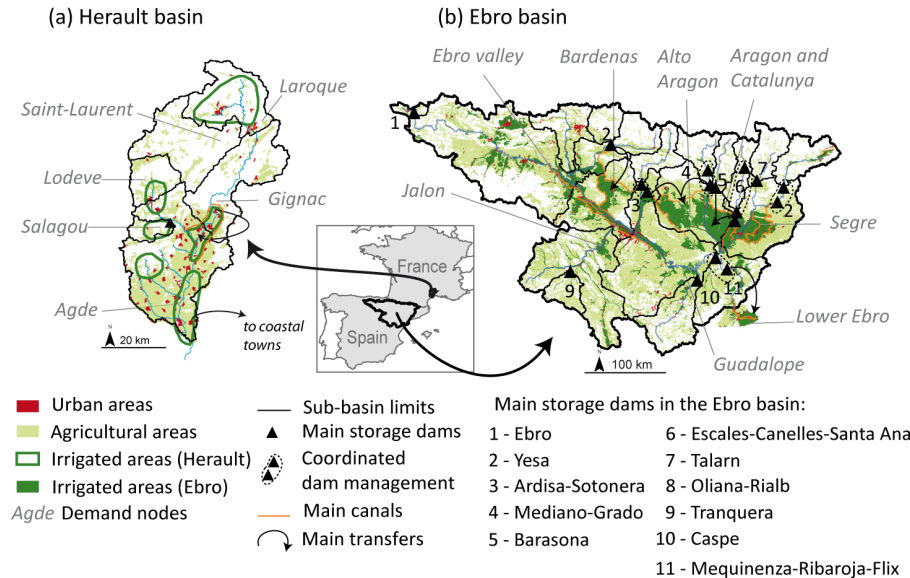 (a) Herault basin
(b) Ebro basin
Ebro valley
Bardenas
Alto
Aragon
Aragon and
Catalunya
Saint-Laurent
Laroque
Lodeve
Salagou
Gignac
Agde
to coastal
towns
N
20 km
France
Spain
Jalon
Segre
Lower Ebro
Guadalope
1
2
3
4
5
6
7
2
9
10
11
N
100 km
Urban areas
Agricultural areas
Irrigated areas (Herault)
Irrigated areas (Ebro)
Agde Demand nodes
Sub-basin limits
Main storage dams
Coordinated
dam management
Main canals
Main transfers
Main storage dams in the Ebro basin:
1 - Ebro
2 - Yesa
3 - Ardisa-Sotonera
4 - Mediano-Grado
5 - Barasona
6 - Escales-Canelles-Santa Ana
7 - Talarn
8 - Oliana-Rialb
9 - Tranquera
10 - Caspe
11 - Mequinenza-Ribaroja-Flix